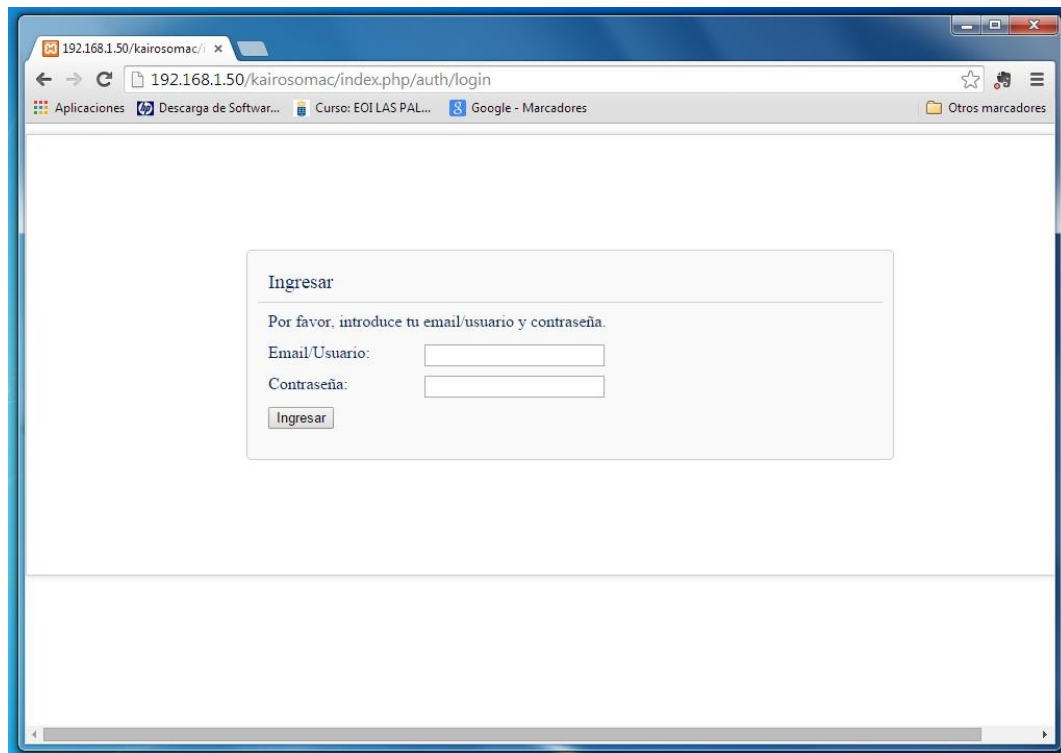 192.168.1.50/kairosomac/i
192.168.1.50/kairosomac/index.php/auth/login
Aplicaciones Descarga de Softwar... Curso: EOI LAS PAL... Google - Marcadores Otros marcadores
Ingresar
Por favor, introduce tu email/usuario y contraseña.
Email/Usuario:
Contraseña:
Ingresar